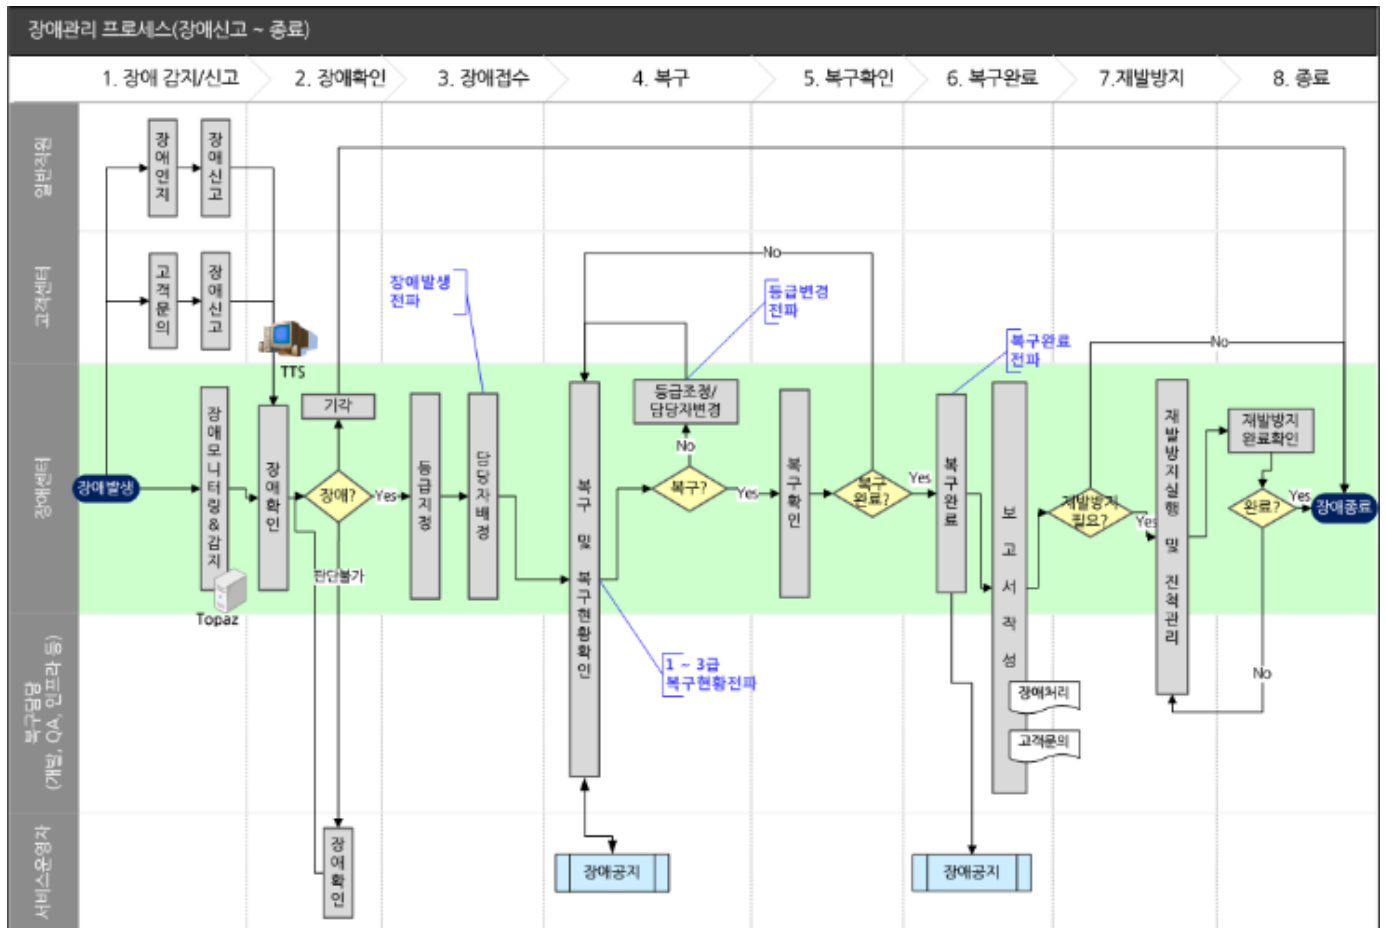 장애관리 프로세스(장애신고 ~ 종료)
1. 장애 감지/신고
2. 장애확인
3. 장애접수
4. 복구
5. 복구확인
6. 복구완료
7.재발방지
8. 종료
일반직원
장애인지
장애신고
고객센터
고객문의
장애신고
TTS
장애발생
전파
No
등급변경
전파
복구완료
전파
No
장애센터
장애발생
장애모니터링&감지
Topaz
장애확인
기각
장애?
Yes
판단불가
등급지정
담당자배정
복구 및 복구현황확인
등급조정/
담당자변경
No
복구?
Yes
복구확인
복구
완료?
Yes
복구완료
보고서작성
재발방지
필요?
Yes
재발방지실행 및 진척관리
재발방지
완료확인
완료?
Yes
장애종료
No
복구담당
(개발, QA, 인프라 등)
1 ~ 3급
복구현황전파
장애처리
고객문의
서비스운영자
장애확인
장애공지
장애공지